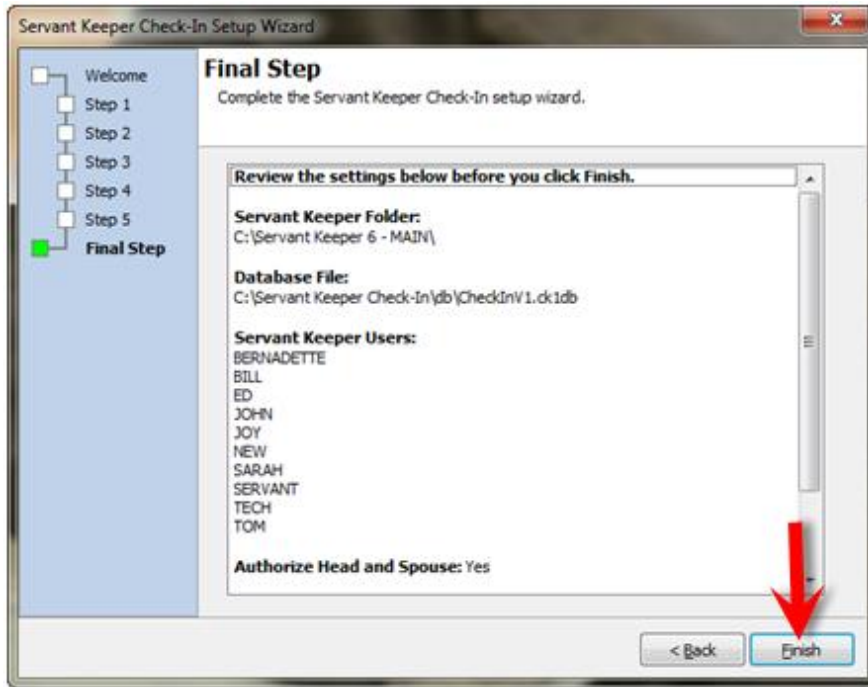 Servant Keeper Check-In Setup Wizard
Welcome
Step 1
Step 2
Step 3
Step 4
Step 5
Final Step
Final Step
Complete the Servant Keeper Check-In setup wizard.
Review the settings below before you click Finish.
Servant Keeper Folder:
C:\Servant Keeper 6 - MAIN\
Database File:
C:\Servant Keeper Check-In\db\CheckInV1.ck1db
Servant Keeper Users:
BERNADETTE
BILL
ED
JOHN
JOY
NEW
SARAH
SERVANT
TECH
TOM
Authorize Head and Spouse: Yes
< Back
Finish